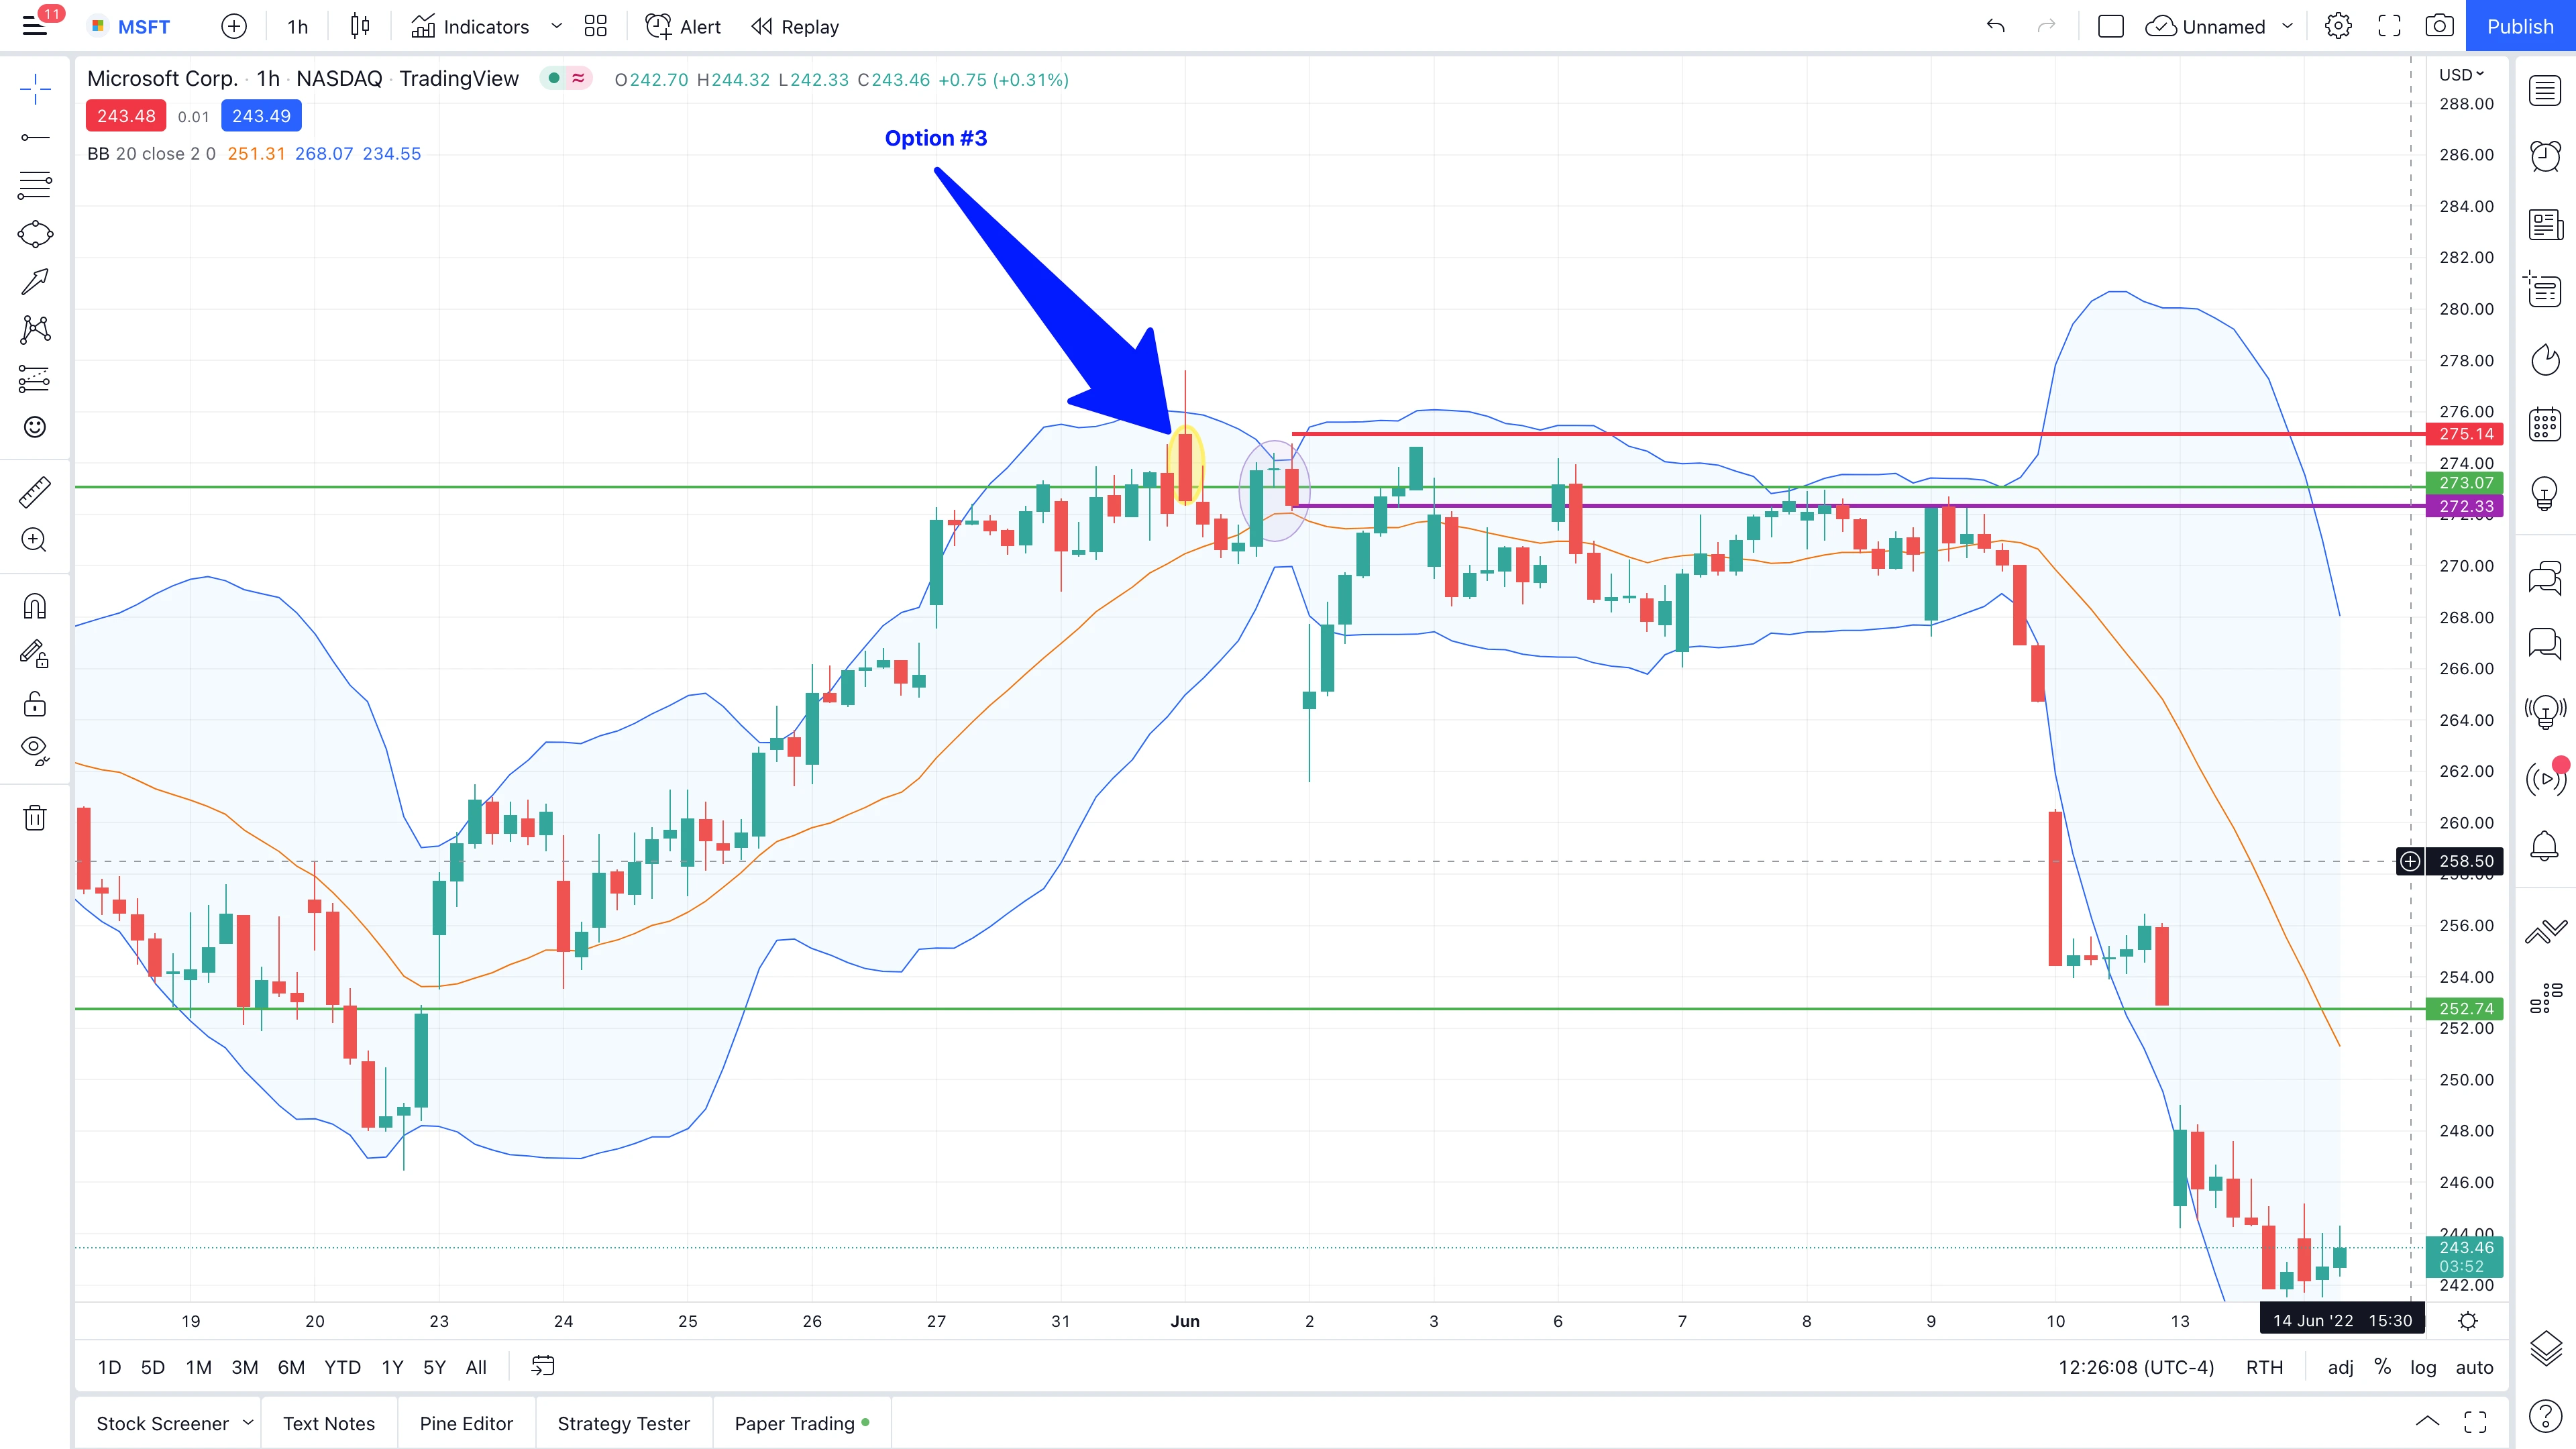 11
MSFT
1h
Indicators
Alert
Replay
Unnamed
Publish
Microsoft Corp. · 1h · NASDAQ · TradingView
O242.70 H244.32 L242.33 C243.46 +0.75 (+0.31%)
243.48 0.01 243.49
BB 20 close 2 0 251.31 268.07 234.55
Option #3
USD
288.00
286.00
284.00
282.00
280.00
278.00
276.00
275.14
274.00
273.07
272.33
270.00
268.00
266.00
264.00
262.00
260.00
258.50
256.00
254.00
252.74
252.00
250.00
248.00
246.00
244.00
243.46
03:52
242.00
19 20 23 24 25 26 27 31 Jun 2 3 6 7 8 9 10 13 14 Jun '22 15:30
1D 5D 1M 3M 6M YTD 1Y 5Y All
12:26:08 (UTC-4) RTH adj % log auto
Stock Screener Text Notes Pine Editor Strategy Tester Paper Trading